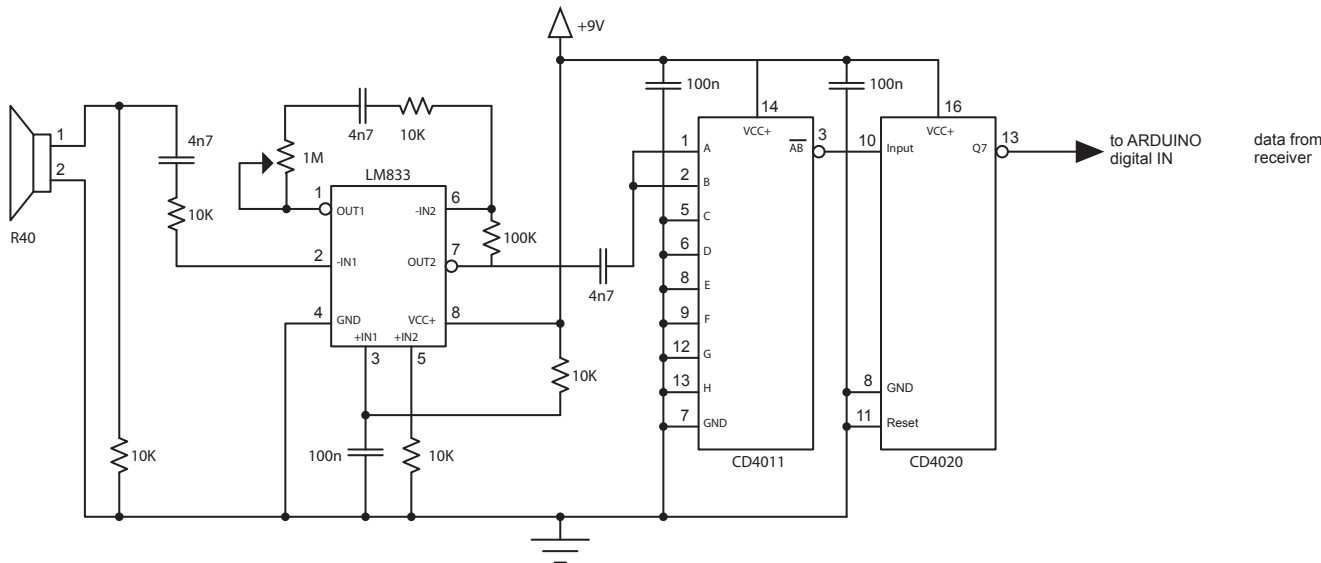 +9V
100n
100n
14
16
VCC+
VCC+
1
2
4n7
10K
R40
4n7
10K
1M
LM833
1
OUT1
6
-IN2
10K
100K
2
-IN1
7
OUT2
4n7
4
GND
VCC+
8
+IN1
+IN2
3
5
10K
10K
100n
10K
1
A
2
B
5
C
6
D
8
E
9
F
12
G
13
H
7
GND
AB
3
CD4011
10
Input
Q7
13
8
GND
11
Reset
CD4020
to ARDUINO
digital IN
data from
receiver